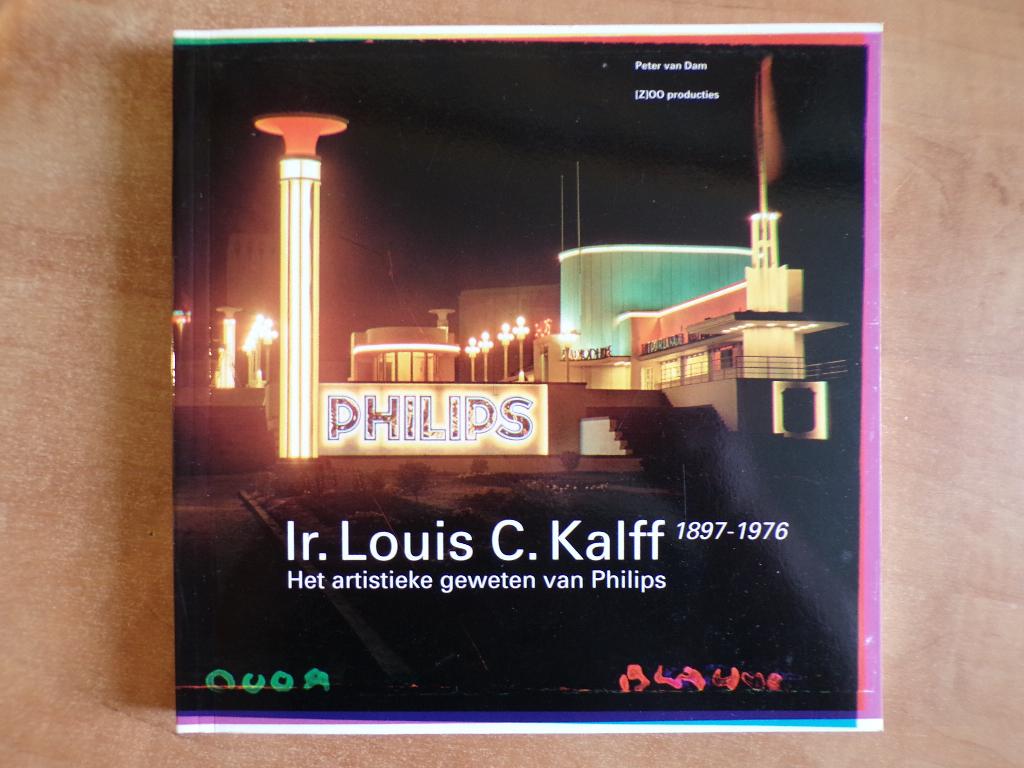 Peter van Dam
[Z]OO producties
PHILIPS
Ir. Louis C. Kalff 1897-1976
Het artistieke geweten van Philips